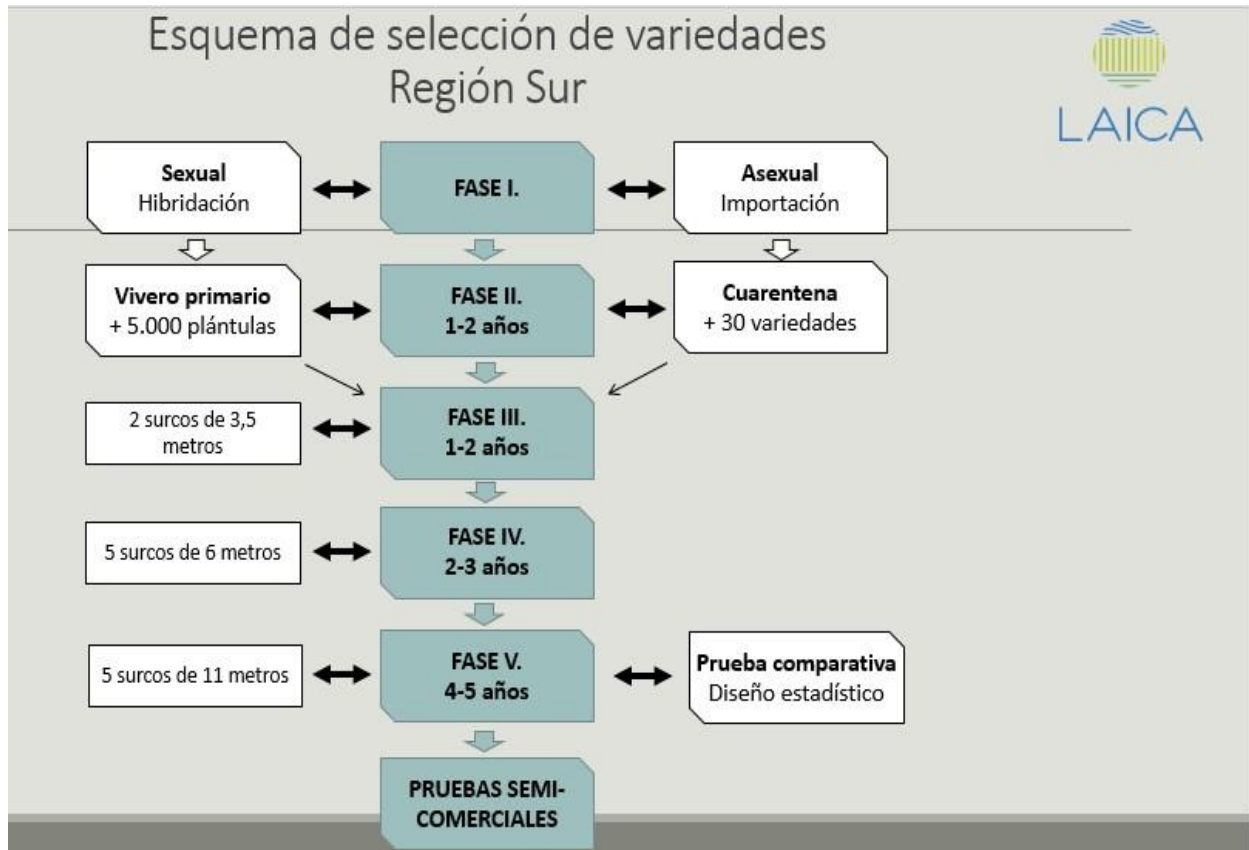 Esquema de selección de variedades
Región Sur
LAICA
Sexual
Hibridación
FASE I.
Asexual
Importación
Vivero primario
+ 5.000 plántulas
FASE II.
1-2 años
Cuarentena
+ 30 variedades
2 surcos de 3,5
metros
FASE III.
1-2 años
5 surcos de 6 metros
FASE IV.
2-3 años
5 surcos de 11 metros
FASE V.
4-5 años
Prueba comparativa
Diseño estadístico
PRUEBAS SEMI-
COMERCIALES